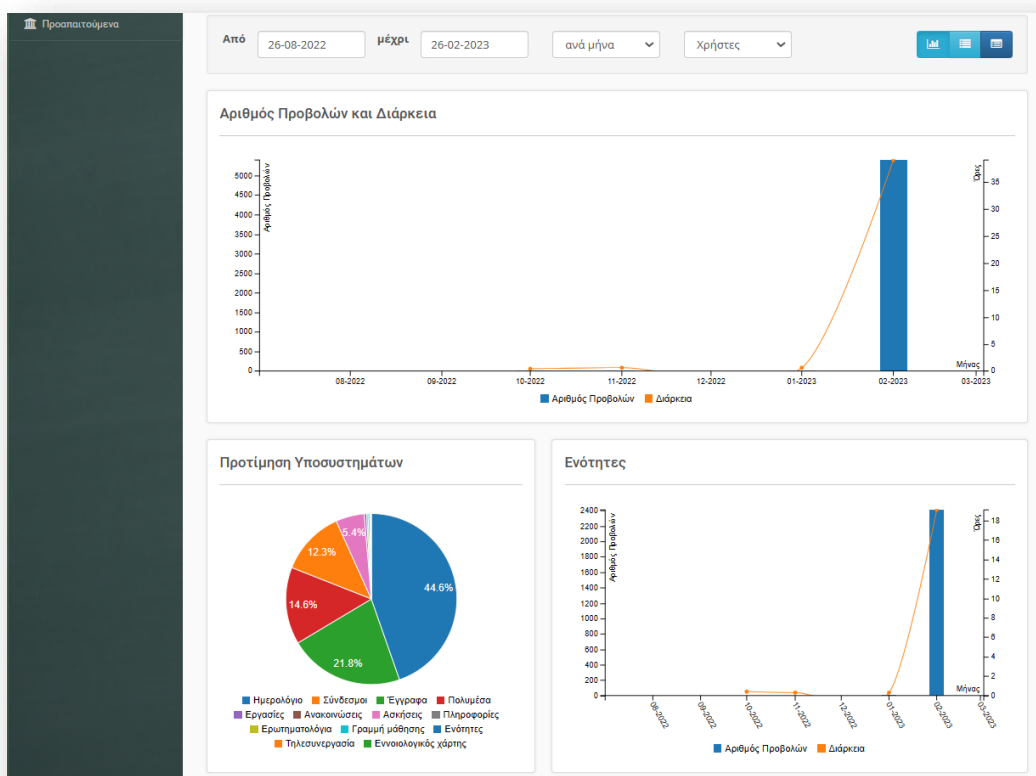 Προαπαιτούμενα
Από 26-08-2022 μέχρι 26-02-2023 ανά μήνα Χρήστες
Αριθμός Προβολών και Διάρκεια
Αριθμός Προβολών
5000
4500
4000
3500
3000
2500
2000
1500
1000
500
0
Ώρες
35
30
25
20
15
10
5
0
Μήνας
08-2022 09-2022 10-2022 11-2022 12-2022 01-2023 02-2023 03-2023
Αριθμός Προβολών Διάρκεια
Προτίμηση Υποσυστημάτων
5.4%
12.3%
44.6%
14.6%
21.8%
Ημερολόγιο Σύνδεσμοι Έγγραφα Πολυμέσα
Εργασίες Ανακοινώσεις Ασκήσεις Πληροφορίες
Ερωτηματολόγια Γραμμή μάθησης Ενότητες
Τηλεσυνεργασία Εννοιολογικός χάρτης
Ενότητες
Αριθμός Προβολών
2400
2200
2000
1800
1600
1400
1200
1000
800
600
400
200
0
Ώρες
18
16
14
12
10
8
6
4
2
0
Μήνας
08-2022 09-2022 10-2022 11-2022 12-2022 01-2023 02-2023 03-2023
Αριθμός Προβολών Διάρκεια